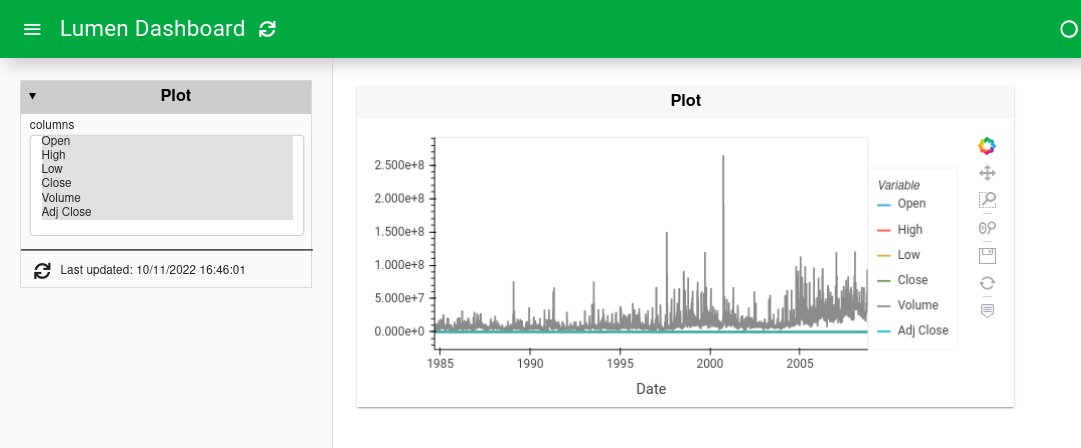 Lumen Dashboard
Plot
columns
Open
High
Low
Close
Volume
Adj Close
Last updated: 10/11/2022 16:46:01
Plot
2.500e+8
2.000e+8
1.500e+8
1.000e+8
5.000e+7
0.000e+0
1985 1990 1995 2000 2005
Date
Variable
Open
High
Low
Close
Volume
Adj Close